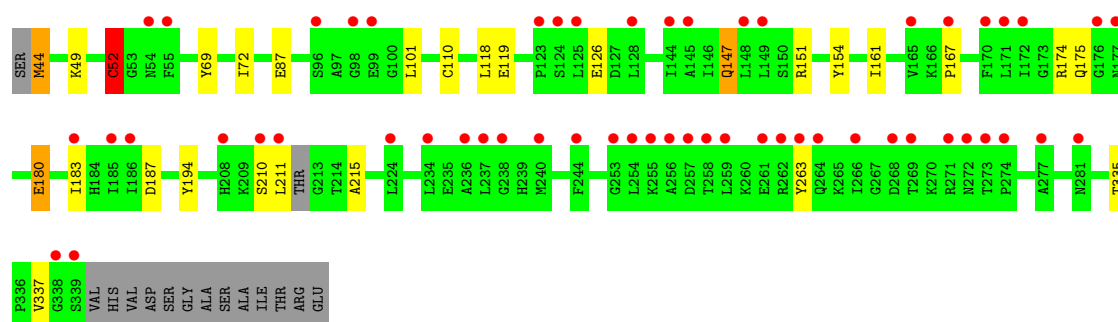 SER M44 K49 C52 G53 N54 F55 Y69 I72 E87 S96 A97 G98 E99 G100 L101 C110 L118 E119 P123 S124 L125 E126 D127 L128 I144 A145 I146 Q147 L148 L149 S150 R151 Y154 I161 V165 K166 P167 F170 L171 I172 G173 R174 Q175 G176 N177
E180 I183 H184 I185 I186 D187 Y194 H208 K209 S210 L211 THR G213 T214 A215 L224 L234 E235 A236 L237 G238 H239 M240 F244 G253 L254 K255 A256 D257 T258 L259 K260 E261 R262 Y263 Q264 K265 I266 G267 D268 T269 K270 R271 N272 T273 P274 A277 N281 T335
P336 V337 G338 S339 VAL HIS VAL ASP SER GLY ALA SER ALA ILE THR ARG GLU